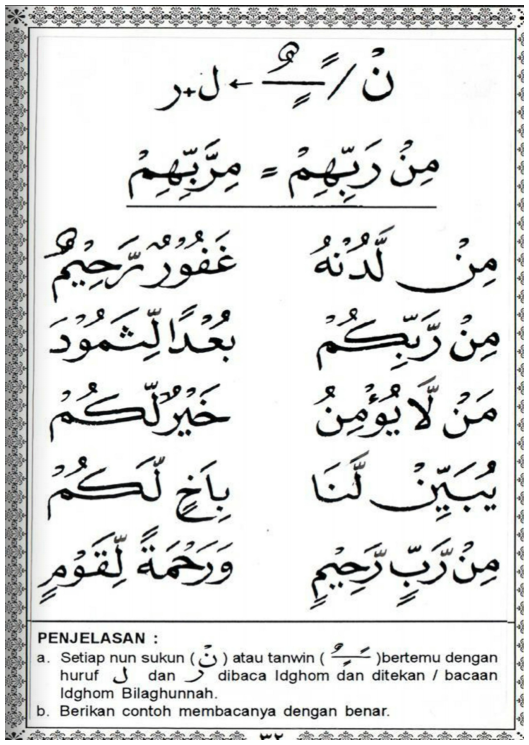 نْ / ـًـٍـٌ ← ل+ر
مِنْ رَبِّهِمْ = مِرَّبِّهِمْ
مِنْ لَّدُنْهُ غَفُوْرٌ رَّحِيْمٌ
مِنْ رَّبِّكُمْ بُعْدًا لِّثَمُوْدَ
مَنْ لَّا يُؤْمِنُ خَيْرٌ لَّكُمْ
يُبَيِّنْ لَّنَا بِاَخٍ لَّكُمْ
مِنْ رَّبٍّ رَّحِيْمٍ وَرَحْمَةً لِّقَوْمٍ
PENJELASAN :
a. Setiap nun sukun ( نْ ) atau tanwin ( ـًـٍـٌ )bertemu dengan
huruf ل dan ر dibaca Idghom dan ditekan / bacaan
Idghom Bilaghunnah.
b. Berikan contoh membacanya dengan benar.
٣٢